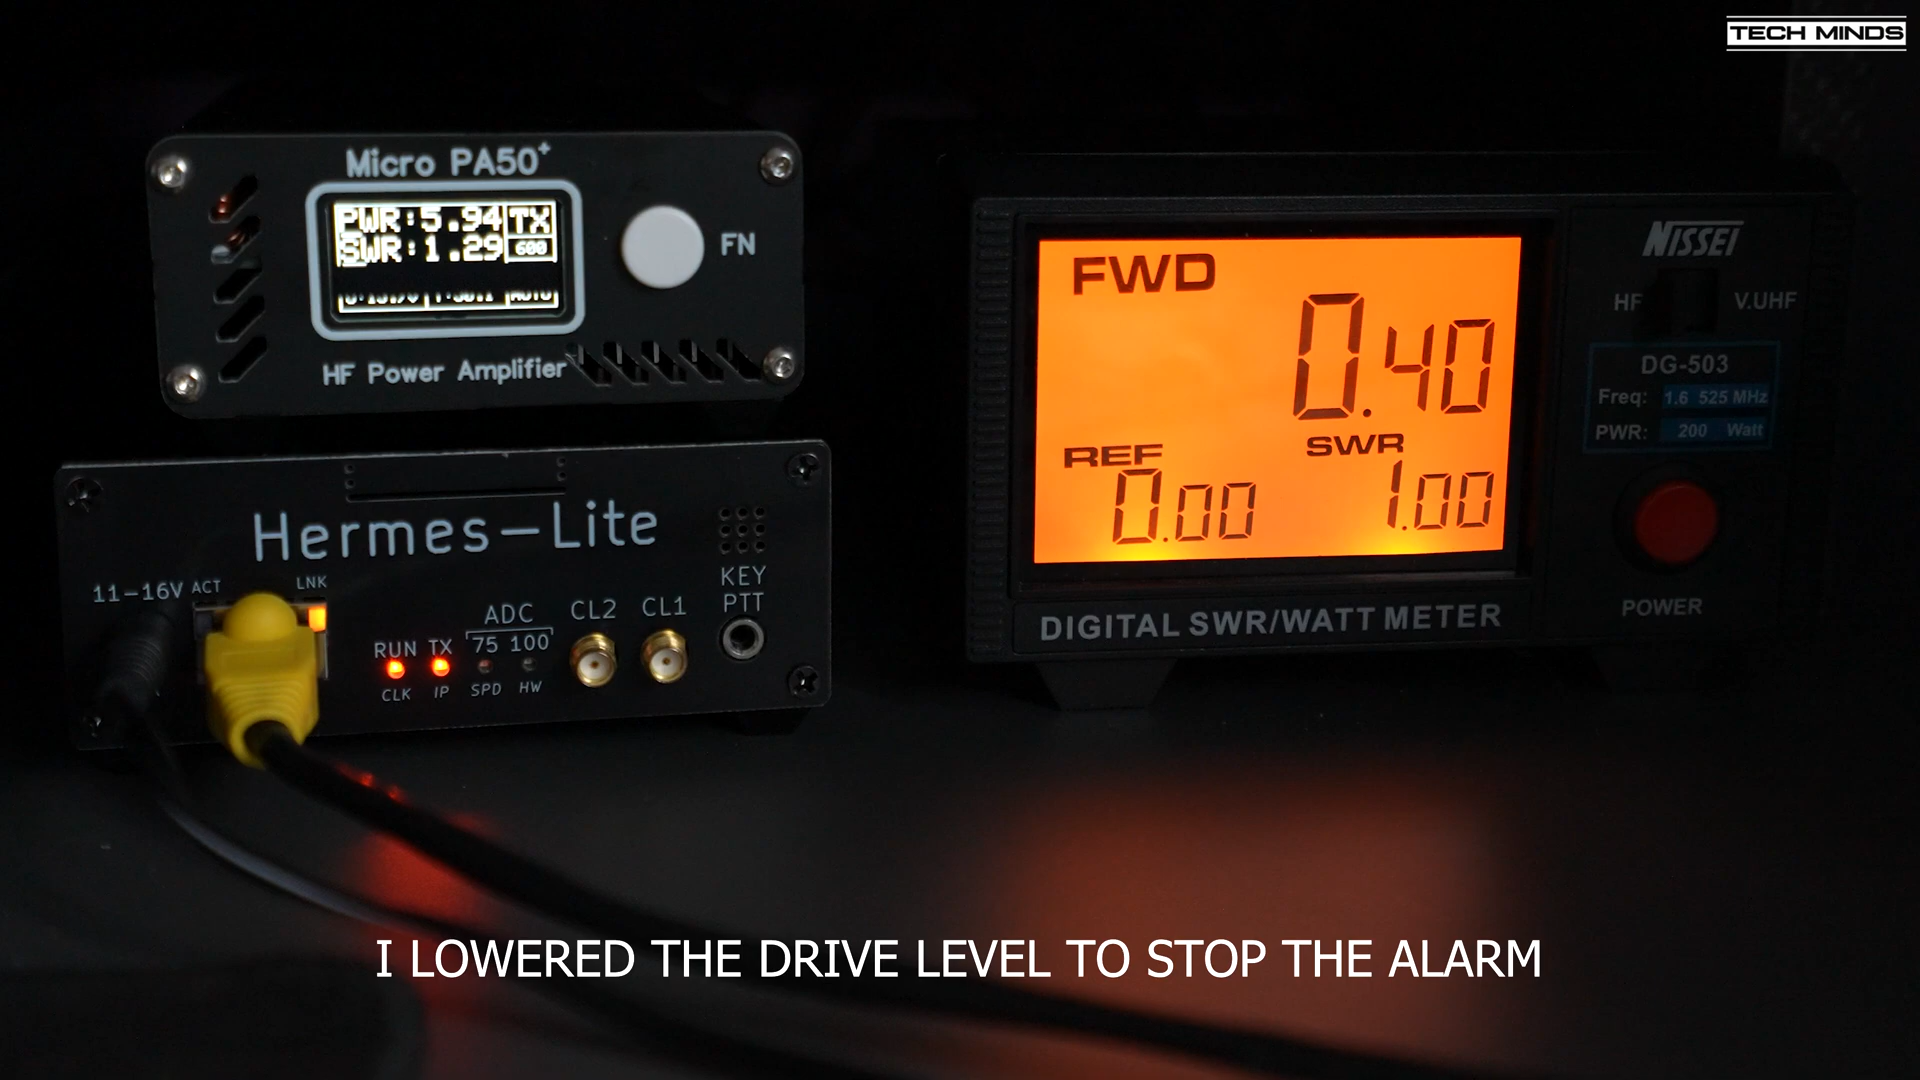 TECH MINDS
Micro PA50+
PWR:5.94 TX
SWR:1.29 600
FN
HF Power Amplifier
Hermes-Lite
11-16V ACT LNK
KEY
PTT
ADC
75 100
CL2 CL1
RUN TX
CLK IP SPD HW
FWD
0.40
REF SWR
0.00 1.00
DIGITAL SWR/WATT METER
NISSEI
HF V.UHF
DG-503
Freq: 1.6 525 MHz
PWR: 200 Watt
POWER
I LOWERED THE DRIVE LEVEL TO STOP THE ALARM